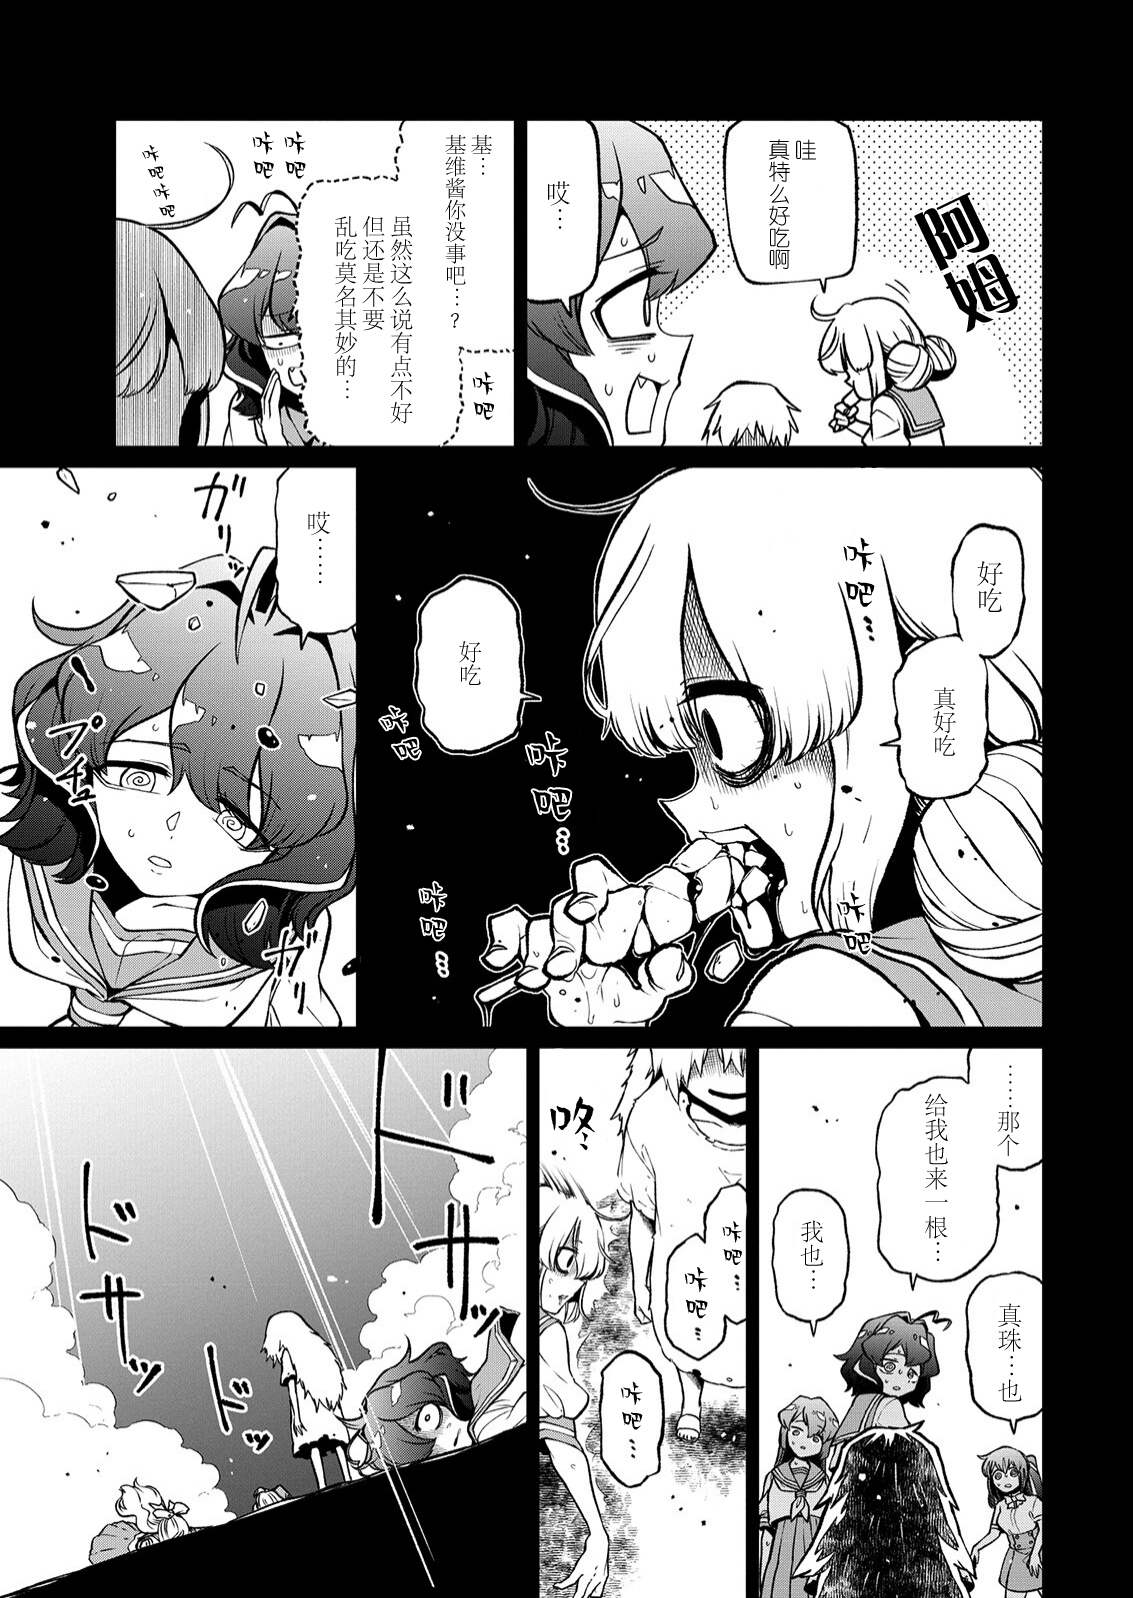 阿姆
哇
真特么好吃啊
哎…
基…
基维酱你没事吧…?
虽然这么说有点不好
但还是不要
乱吃莫名其妙的…
咔吧
咔吧
咔吧
咔吧咔吧
好吃
真好吃
咔吧…
好吃
咔吧…
咔吧
咔吧…
咔吧
哎……
ガッ
プチュ
ガガ
……那个
给我也来一根…
我也…
真珠…也
咚
咔吧…
咔吧…
咔吧…
ドサッ
ドサッ